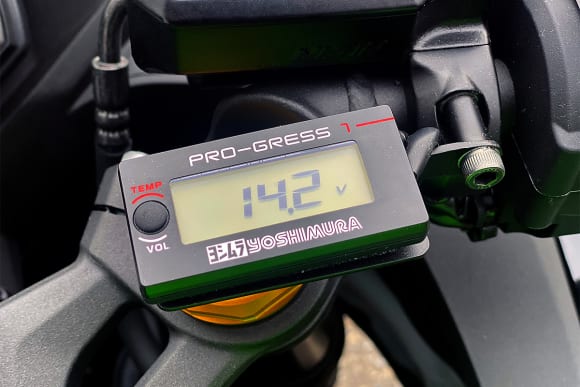 PRO-GRESS 1
TEMP
14.2 V
VOL
ヨシムラ YOSHIMURA